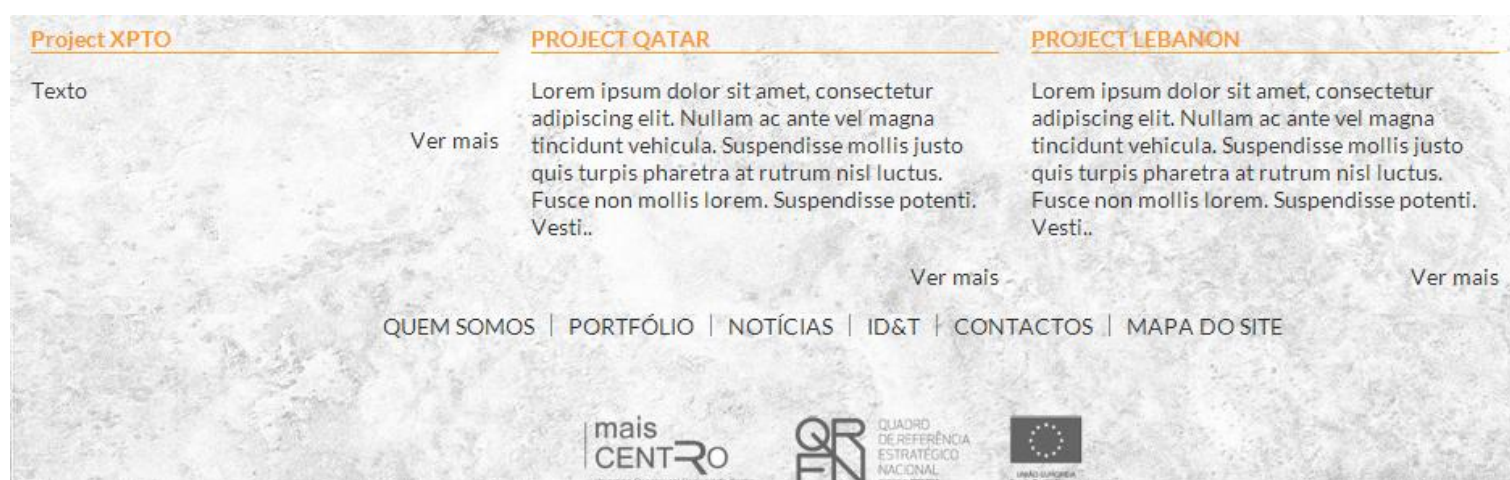 Project XPTO
Texto
Ver mais
PROJECT QATAR
Lorem ipsum dolor sit amet, consectetur
adipiscing elit. Nullam ac ante vel magna
tincidunt vehicula. Suspendisse mollis justo
quis turpis pharetra at rutrum nisl luctus.
Fusce non mollis lorem. Suspendisse potenti.
Vesti..
Ver mais
PROJECT LEBANON
Lorem ipsum dolor sit amet, consectetur
adipiscing elit. Nullam ac ante vel magna
tincidunt vehicula. Suspendisse mollis justo
quis turpis pharetra at rutrum nisl luctus.
Fusce non mollis lorem. Suspendisse potenti.
Vesti..
Ver mais
QUEM SOMOS | PORTFÓLIO | NOTÍCIAS | ID&T | CONTACTOS | MAPA DO SITE
mais
CENTRO
QR
EN
QUADRO
DE REFERÊNCIA
ESTRATÉGICO
NACIONAL
UNIÃO EUROPEIA